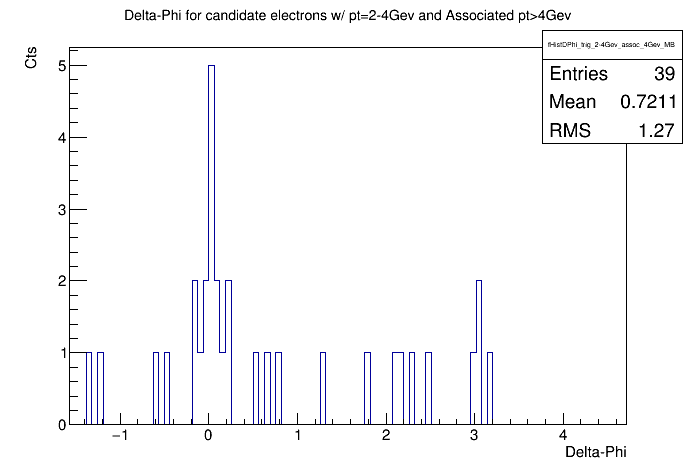 Delta-Phi for candidate electrons w/ pt=2-4Gev and Associated pt>4Gev
fHistDPhi_trig_2-4Gev_assoc_4Gev_MB
Entries 39
Mean 0.7211
RMS 1.27
Cts
5
4
3
2
1
0
−1 0 1 2 3 4
Delta-Phi